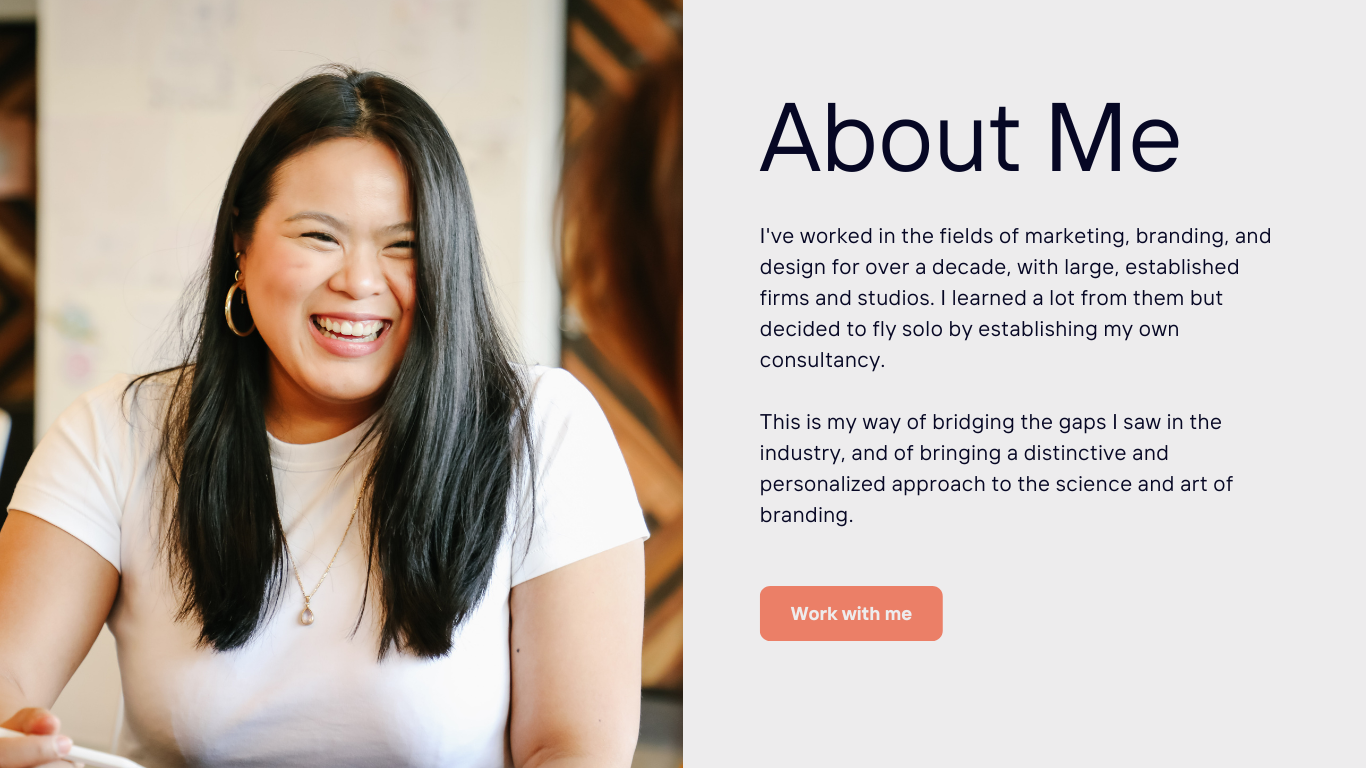 About Me
I've worked in the fields of marketing, branding, and
design for over a decade, with large, established
firms and studios. I learned a lot from them but
decided to fly solo by establishing my own
consultancy.
This is my way of bridging the gaps I saw in the
industry, and of bringing a distinctive and
personalized approach to the science and art of
branding.
Work with me